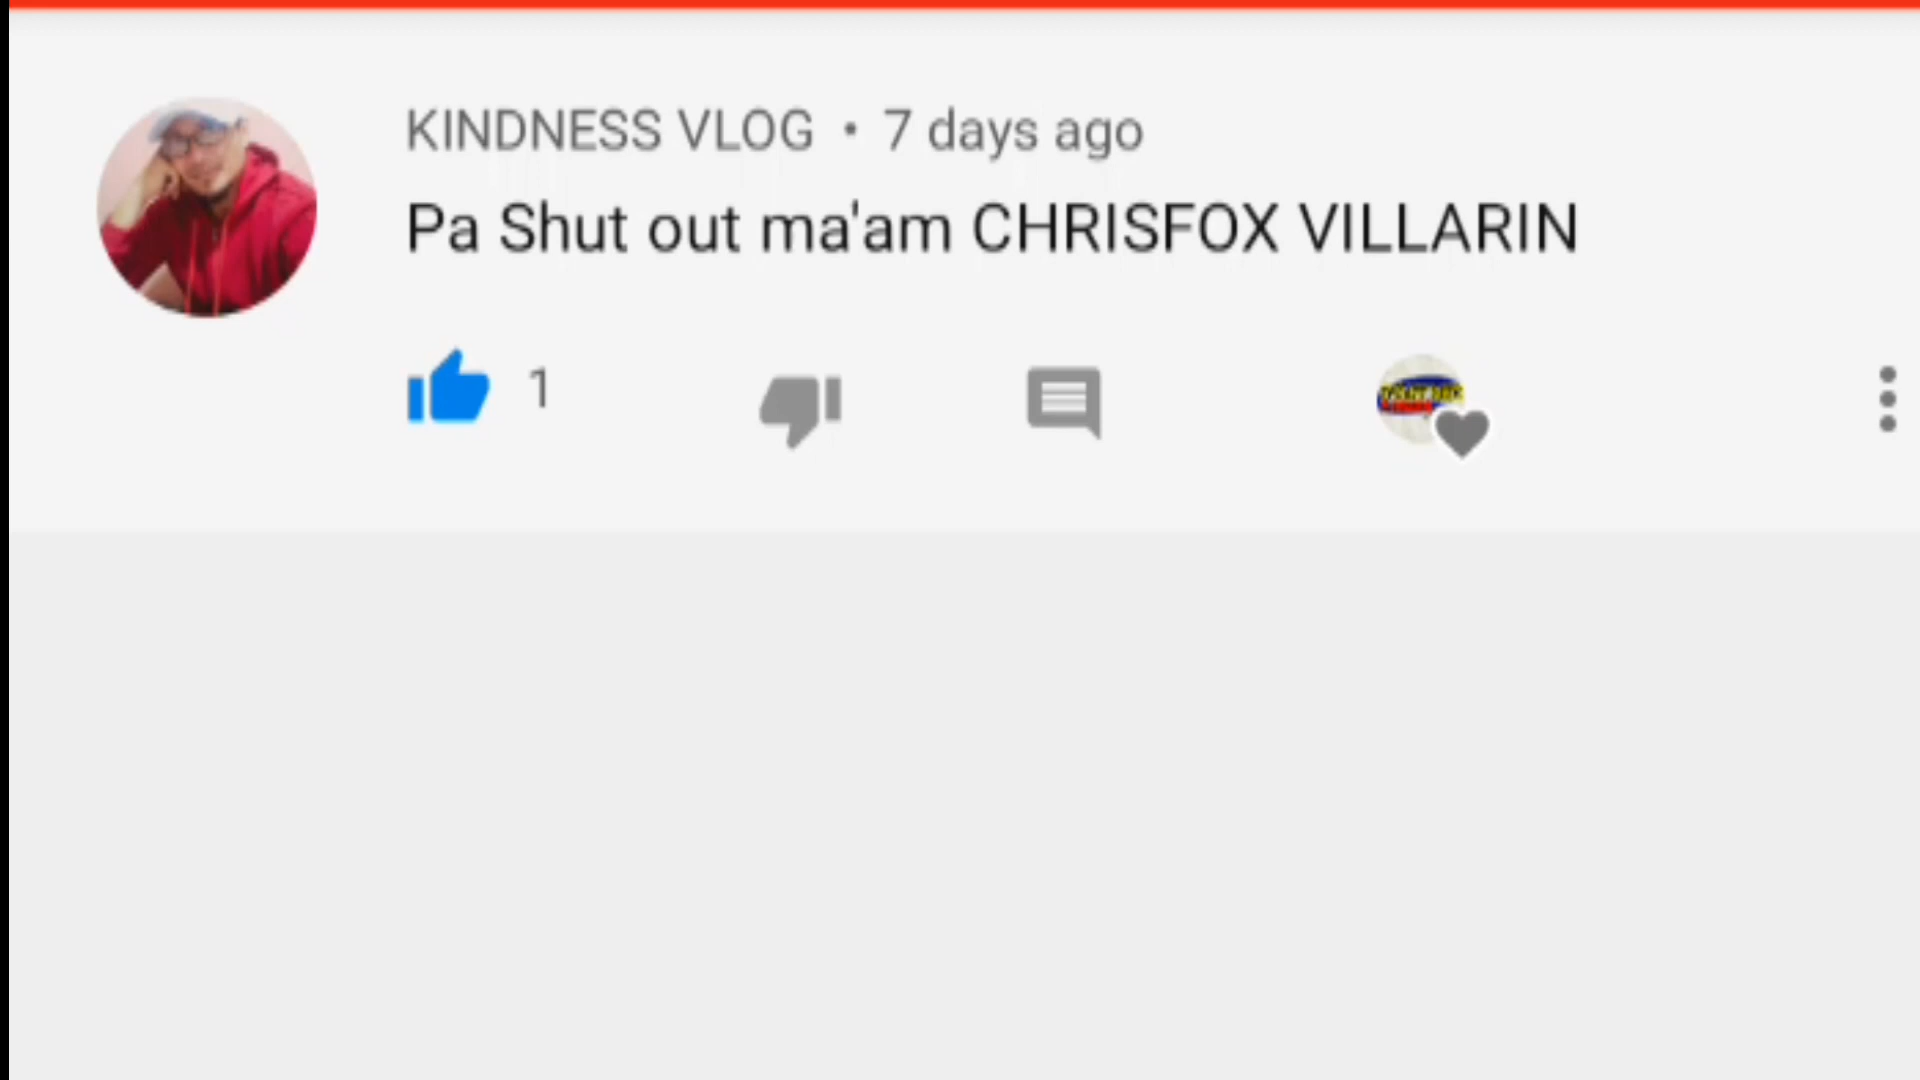 KINDNESS VLOG • 7 days ago
Pa Shut out ma'am CHRISFOX VILLARIN
1